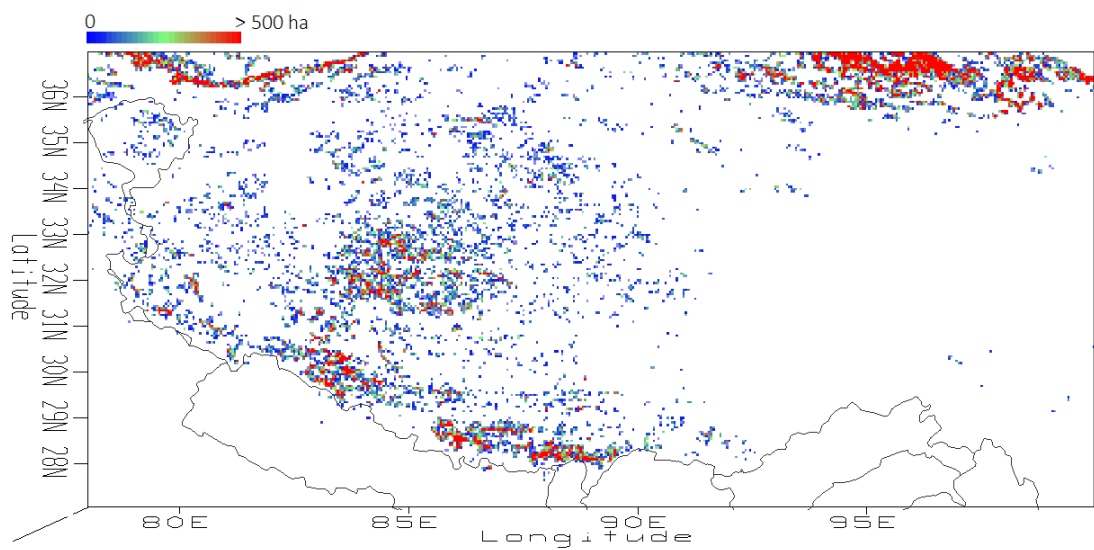 0 > 500 ha
36N
35N
34N
33N
32N
31N
30N
29N
28N
Latitude
80E 85E 90E 95E
Longitude